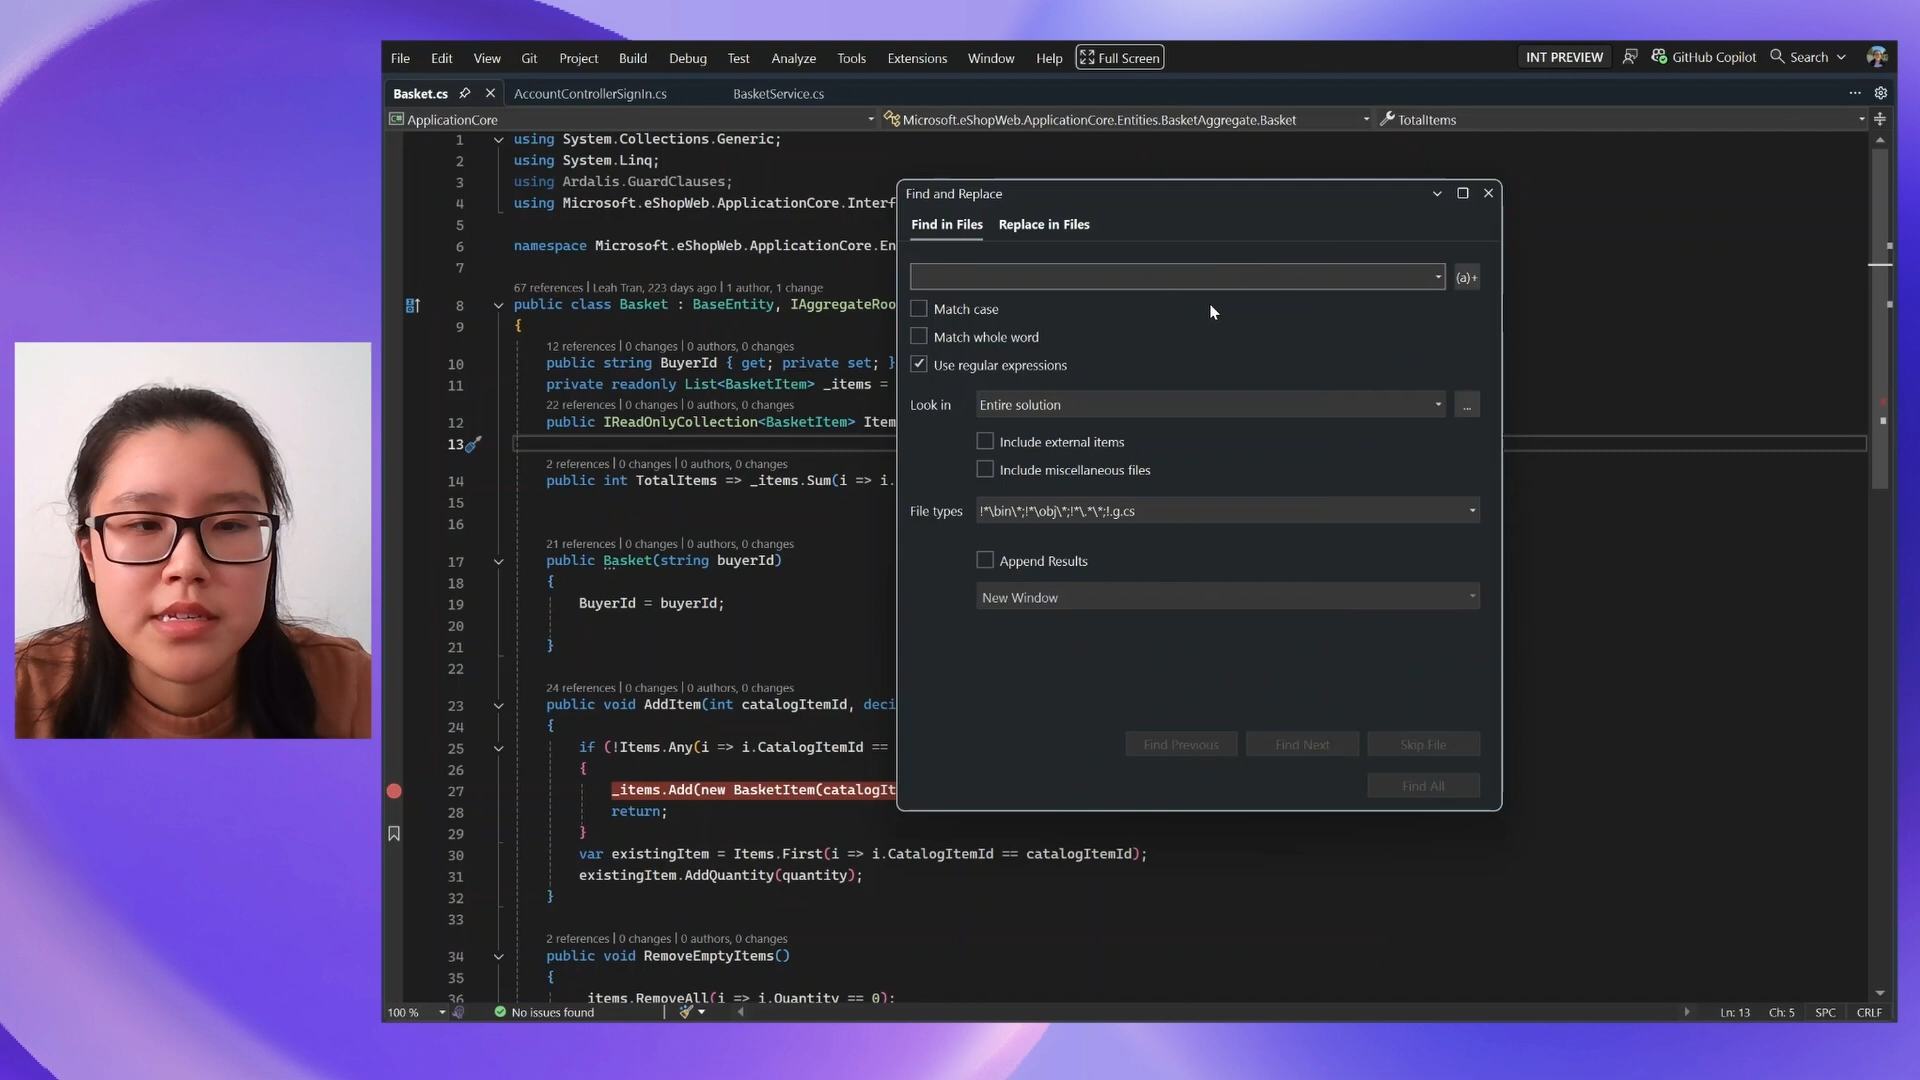 File Edit View Git Project Build Debug Test Analyze Tools Extensions Window Help Full Screen INT PREVIEW GitHub Copilot Search
Basket.cs AccountControllerSignIn.cs BasketService.cs
ApplicationCore Microsoft.eShopWeb.ApplicationCore.Entities.BasketAggregate.Basket TotalItems
1 using System.Collections.Generic;
2 using System.Linq;
3 using Ardalis.GuardClauses;
4 using Microsoft.eShopWeb.ApplicationCore.Interf
5
6 namespace Microsoft.eShopWeb.ApplicationCore.En
7
67 references | Leah Tran, 223 days ago | 1 author, 1 change
8 public class Basket : BaseEntity, IAggregateRoo
9 {
12 references | 0 changes | 0 authors, 0 changes
10 public string BuyerId { get; private set; }
11 private readonly List<BasketItem> _items =
22 references | 0 changes | 0 authors, 0 changes
12 public IReadOnlyCollection<BasketItem> Item
13
2 references | 0 changes | 0 authors, 0 changes
14 public int TotalItems => _items.Sum(i => i.
15
16
21 references | 0 changes | 0 authors, 0 changes
17 public Basket(string buyerId)
18 {
19 BuyerId = buyerId;
20
21 }
22
24 references | 0 changes | 0 authors, 0 changes
23 public void AddItem(int catalogItemId, deci
24 {
25 if (!Items.Any(i => i.CatalogItemId ==
26 {
27 _items.Add(new BasketItem(catalogIt
28 return;
29 }
30 var existingItem = Items.First(i => i.CatalogItemId == catalogItemId);
31 existingItem.AddQuantity(quantity);
32 }
33
2 references | 0 changes | 0 authors, 0 changes
34 public void RemoveEmptyItems()
35 {
36 _items.RemoveAll(i => i.Quantity == 0);
Find and Replace
Find in Files Replace in Files
(a)+
Match case
Match whole word
Use regular expressions
Look in Entire solution ...
Include external items
Include miscellaneous files
File types !*\bin\*;!*\obj\*;!*\.*\*;!.g.cs
Append Results
New Window
Find Previous Find Next Skip File
Find All
100 % No issues found Ln: 13 Ch: 5 SPC CRLF